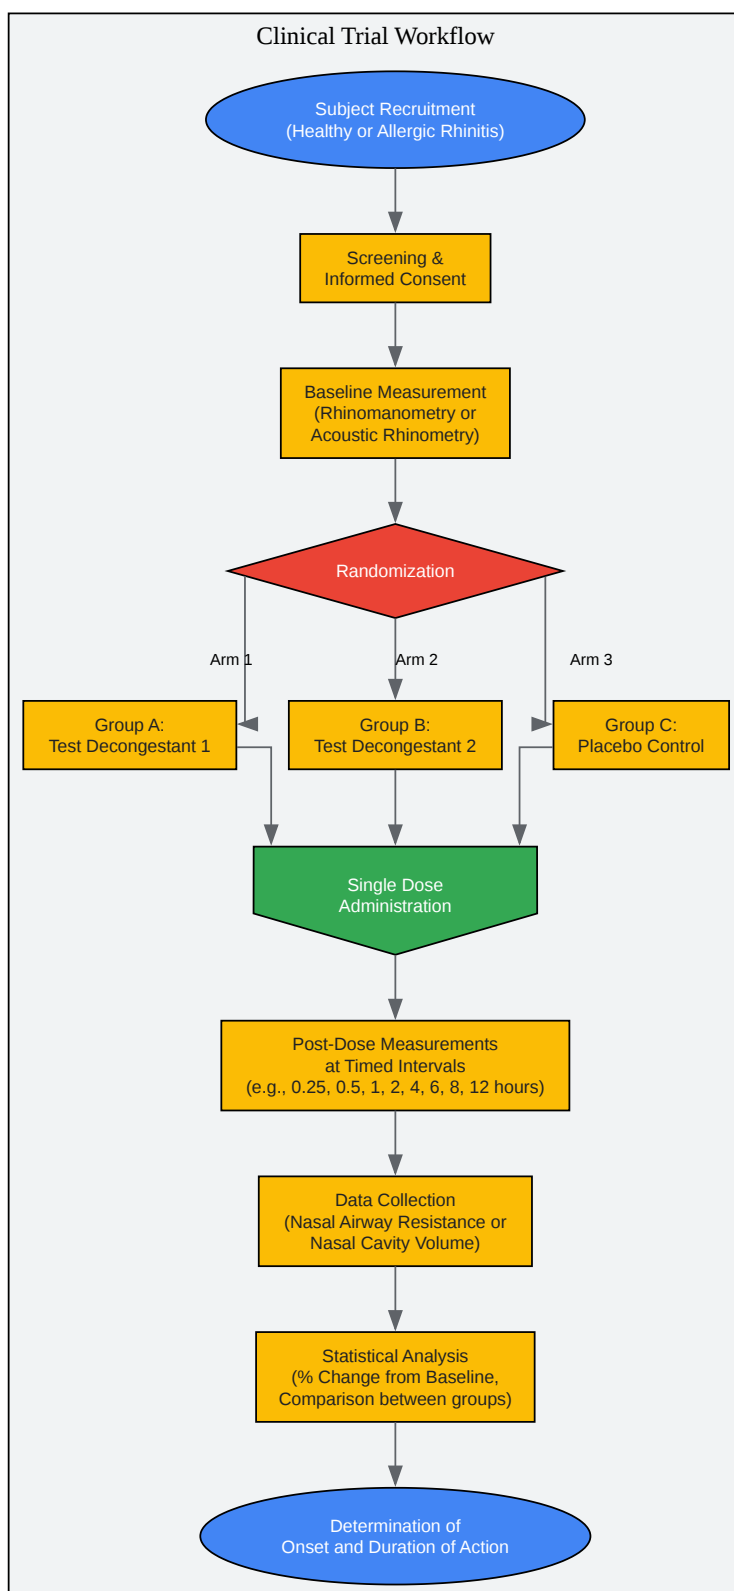 Clinical Trial Workflow
Subject Recruitment
(Healthy or Allergic Rhinitis)
Screening &
Informed Consent
Baseline Measurement
(Rhinomanometry or
Acoustic Rhinometry)
Randomization
Arm 1
Arm 2
Arm 3
Group A:
Test Decongestant 1
Group B:
Test Decongestant 2
Group C:
Placebo Control
Single Dose
Administration
Post-Dose Measurements
at Timed Intervals
(e.g., 0.25, 0.5, 1, 2, 4, 6, 8, 12 hours)
Data Collection
(Nasal Airway Resistance or
Nasal Cavity Volume)
Statistical Analysis
(% Change from Baseline,
Comparison between groups)
Determination of
Onset and Duration of Action